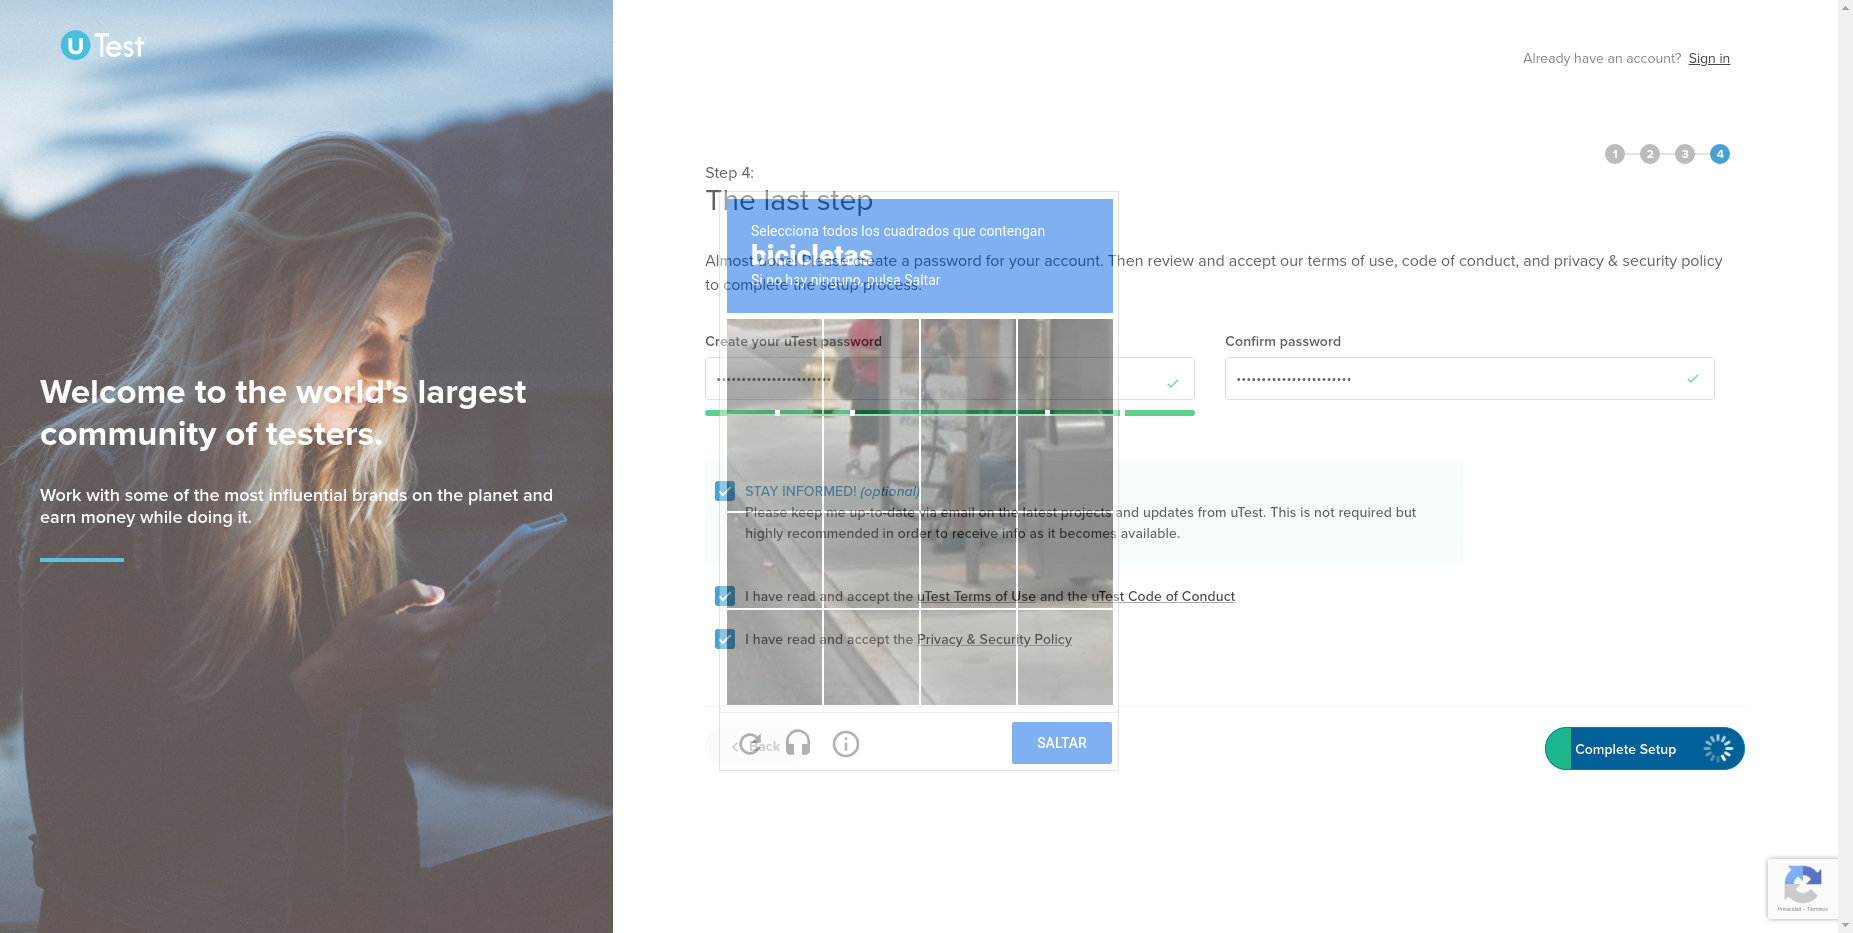 U Test
Already have an account? Sign in
1 2 3 4
Step 4:
The last step
Selecciona todos los cuadrados que contengan
bicicletas
Si no hay ninguno, pulsa Saltar
Almost done! Please create a password for your account. Then review and accept our terms of use, code of conduct, and privacy & security policy
to complete the setup process.
Create your uTest password
Confirm password
Welcome to the world's largest
community of testers.
Work with some of the most influential brands on the planet and
earn money while doing it.
STAY INFORMED! (optional)
Please keep me up-to-date via email on the latest projects and updates from uTest. This is not required but
highly recommended in order to receive info as it becomes available.
I have read and accept the uTest Terms of Use and the uTest Code of Conduct
I have read and accept the Privacy & Security Policy
Back
SALTAR
Complete Setup
Privacidad - Términos